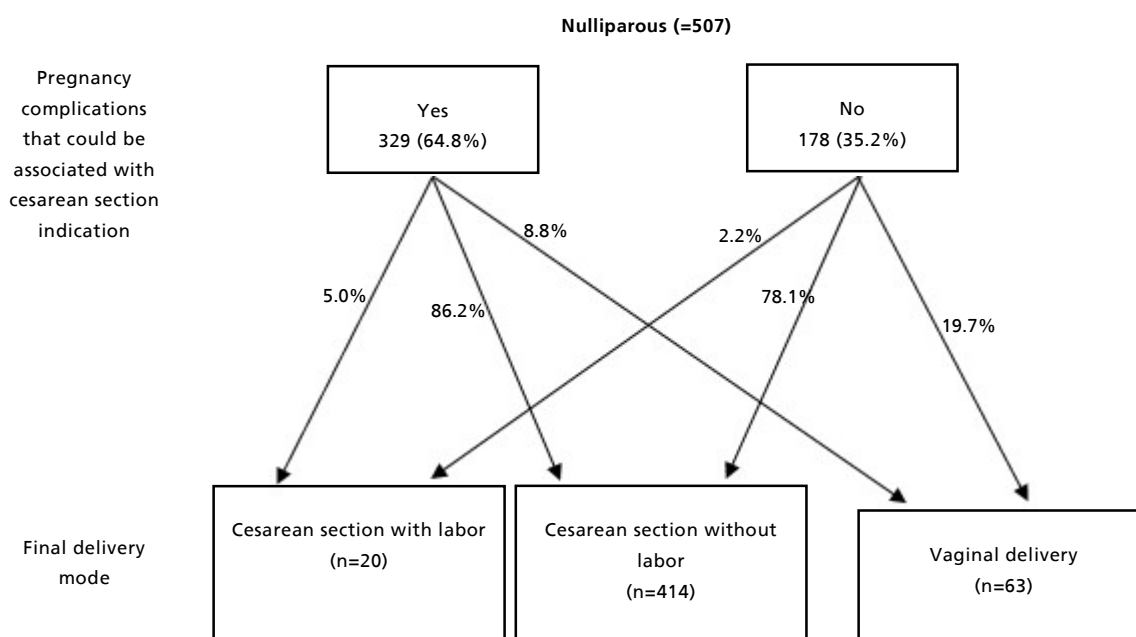 Nulliparous (=507)
Pregnancy
complications
that could be
associated with
cesarean section
indication
Yes
329 (64.8%)
No
178 (35.2%)
8.8%
2.2%
5.0%
86.2%
78.1%
19.7%
Final delivery
mode
Cesarean section with labor
(n=20)
Cesarean section without
labor
(n=414)
Vaginal delivery
(n=63)